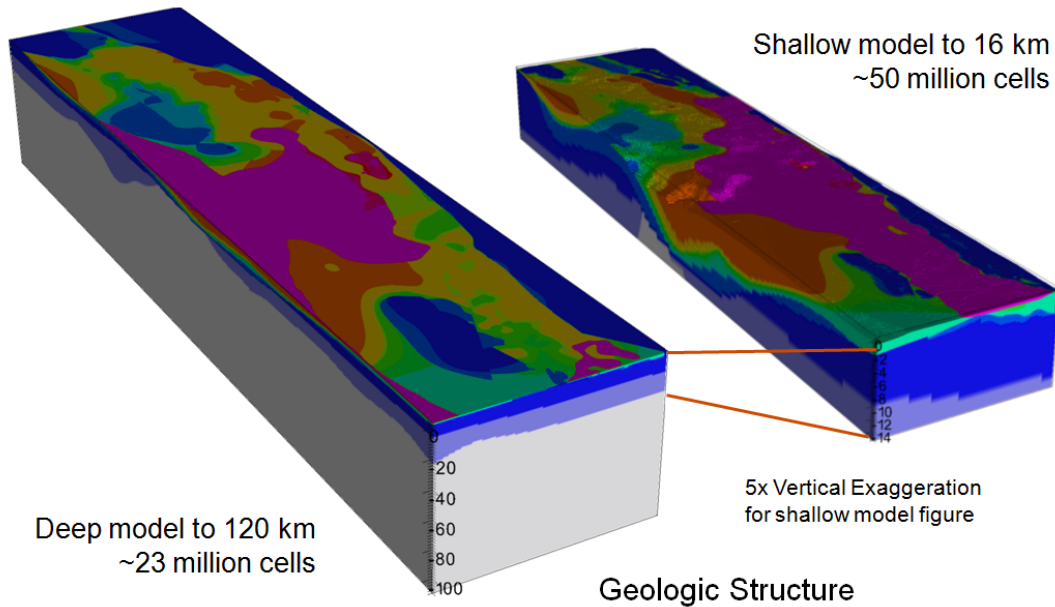 Shallow model to 16 km
~50 million cells
0
-2
-4
-6
-8
-10
-12
-14
5x Vertical Exaggeration
for shallow model figure
0
-20
-40
-60
-80
-100
Deep model to 120 km
~23 million cells
Geologic Structure